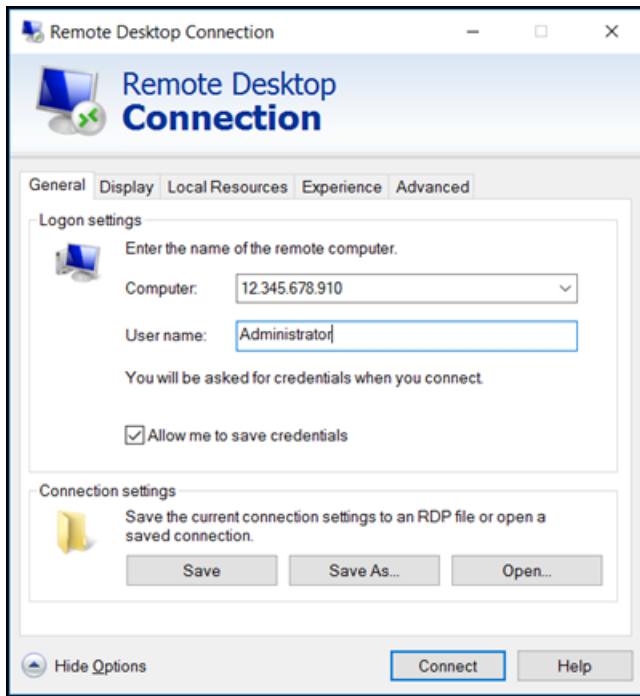 Remote Desktop Connection
Remote Desktop
Connection
General Display Local Resources Experience Advanced
Logon settings
Enter the name of the remote computer.
Computer: 12.345.678.910
User name: Administrator
You will be asked for credentials when you connect.
Allow me to save credentials
Connection settings
Save the current connection settings to an RDP file or open a
saved connection.
Save Save As... Open...
Hide Options Connect Help